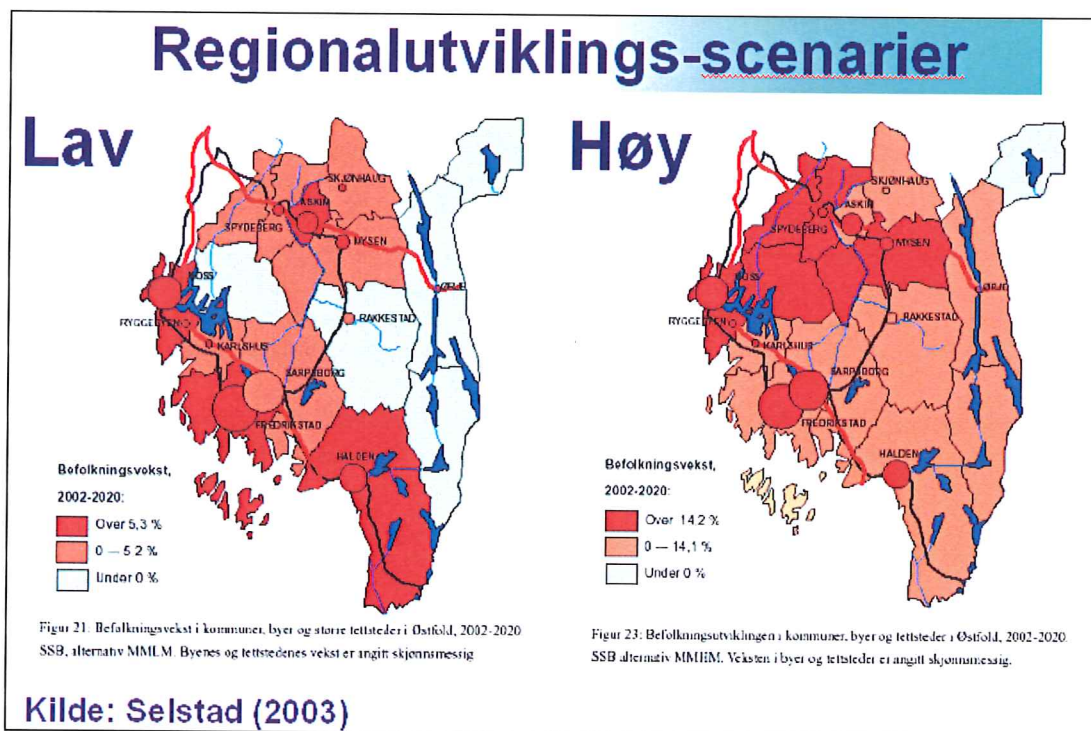 Regionalutviklings-scenarier
Lav
SKJØNHAUG
ASKIM
SPYDEBERG
MYSEN
MOSS
ØRJE
RYGGEBYEN
RAKKESTAD
KARLSHUS
SARPSBORG
FREDRIKSTAD
HALDEN
Befolkningsvekst,
2002-2020:
Over 5,3 %
0 — 5,2 %
Under 0 %
Figur 21: Befolkningsvekst i kommuner, byer og større tettsteder i Østfold, 2002-2020
SSB, alternativ MMLM. Byenes og tettstedenes vekst er angitt skjønnsmessig
Høy
SKJØNHAUG
ASKIM
SPYDEBERG
MYSEN
MOSS
ØRJE
RYGGEBYEN
RAKKESTAD
KARLSHUS
SARPSBORG
FREDRIKSTAD
HALDEN
Befolkningsvekst,
2002-2020:
Over 14,2 %
0 — 14,1 %
Under 0 %
Figur 23: Befolkningsutviklingen i kommuner, byer og tettsteder i Østfold, 2002-2020.
SSB alternativ MMHM. Veksten i byer og tettsteder er angitt skjønnsmessig.
Kilde: Selstad (2003)